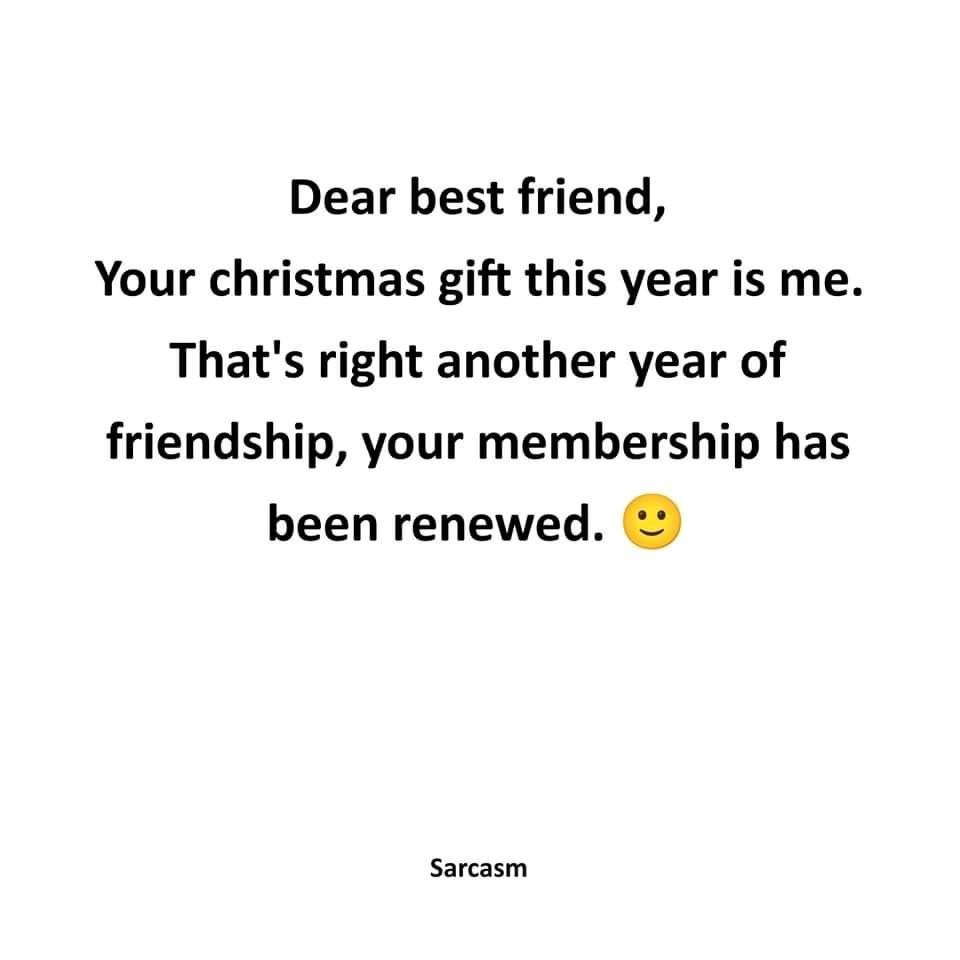 Dear best friend,
Your christmas gift this year is me.
That's right another year of
friendship, your membership has
been renewed. 🙂
Sarcasm